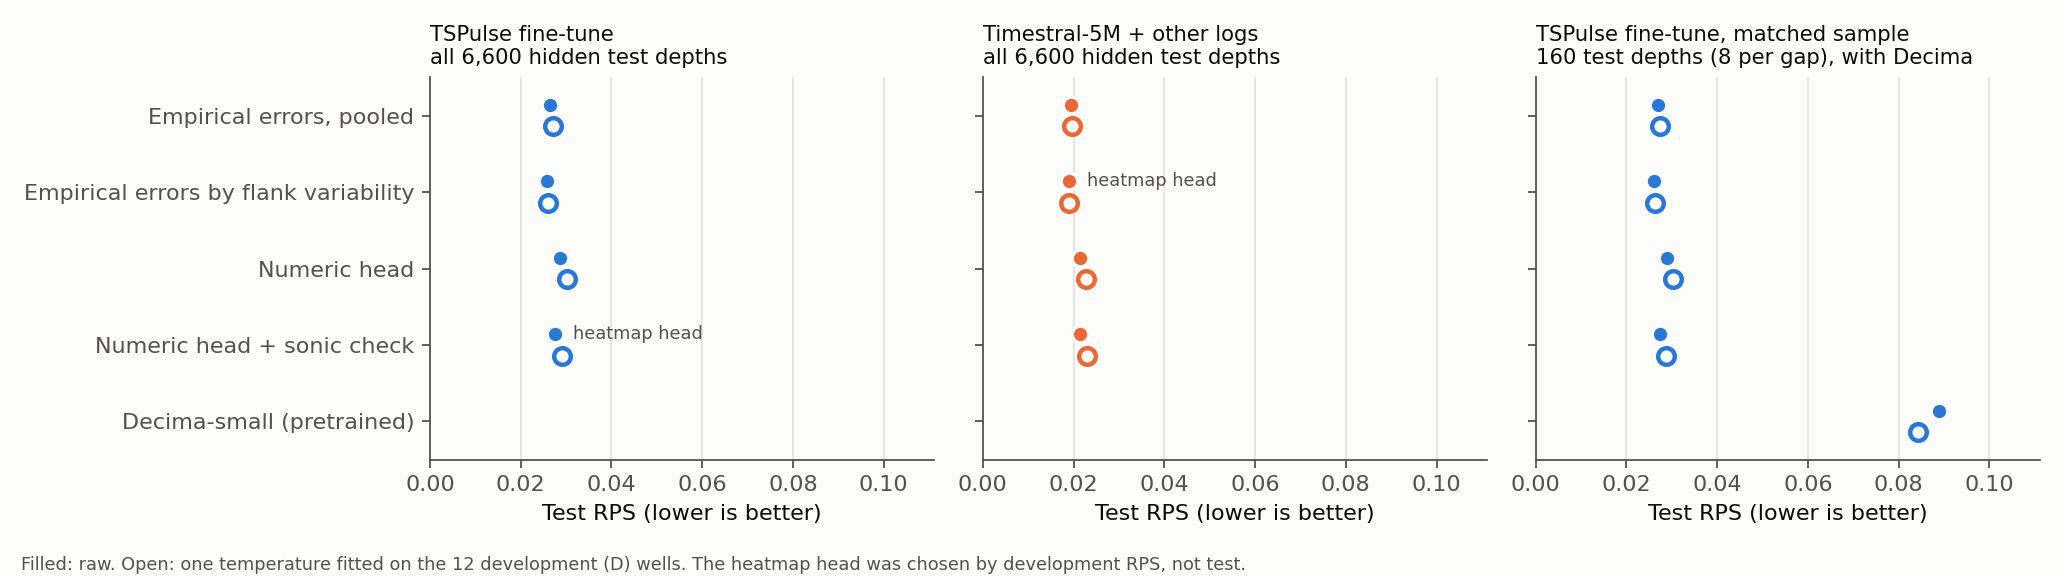 TSPulse fine-tune
all 6,600 hidden test depths
Timestral-5M + other logs
all 6,600 hidden test depths
TSPulse fine-tune, matched sample
160 test depths (8 per gap), with Decima
Empirical errors, pooled
Empirical errors by flank variability
heatmap head
Numeric head
Numeric head + sonic check
heatmap head
Decima-small (pretrained)
0.00 0.02 0.04 0.06 0.08 0.10
0.00 0.02 0.04 0.06 0.08 0.10
0.00 0.02 0.04 0.06 0.08 0.10
Test RPS (lower is better)
Test RPS (lower is better)
Test RPS (lower is better)
Filled: raw. Open: one temperature fitted on the 12 development (D) wells. The heatmap head was chosen by development RPS, not test.